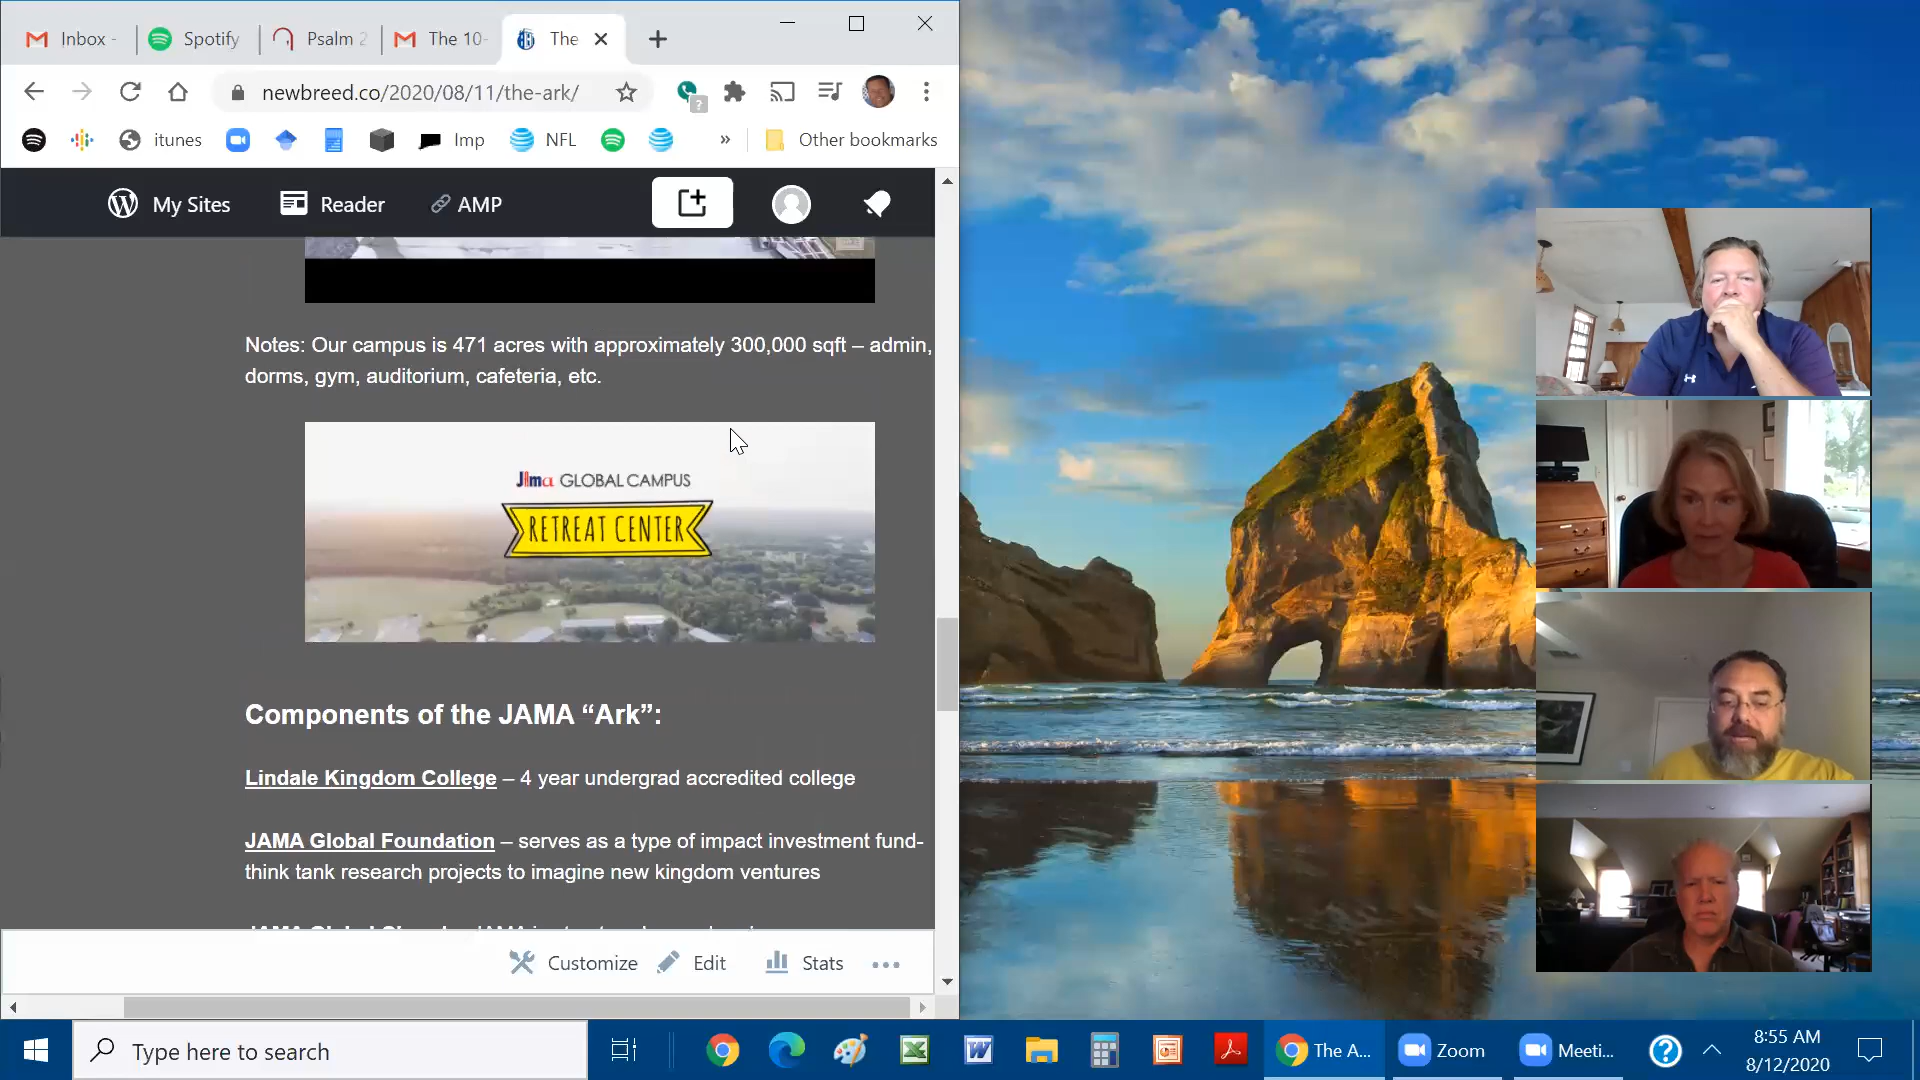 Inbox -
Spotify
Psalm 2
The 10-
The
newbreed.co/2020/08/11/the-ark/
itunes
Imp
NFL
»
Other bookmarks
My Sites
Reader
AMP
Notes: Our campus is 471 acres with approximately 300,000 sqft – admin,
dorms, gym, auditorium, cafeteria, etc.
Jama GLOBAL CAMPUS
RETREAT CENTER
Components of the JAMA “Ark”:
Lindale Kingdom College – 4 year undergrad accredited college
JAMA Global Foundation – serves as a type of impact investment fund-
think tank research projects to imagine new kingdom ventures
Customize
Edit
Stats
Type here to search
The A...
Zoom
Meeti...
8:55 AM
8/12/2020